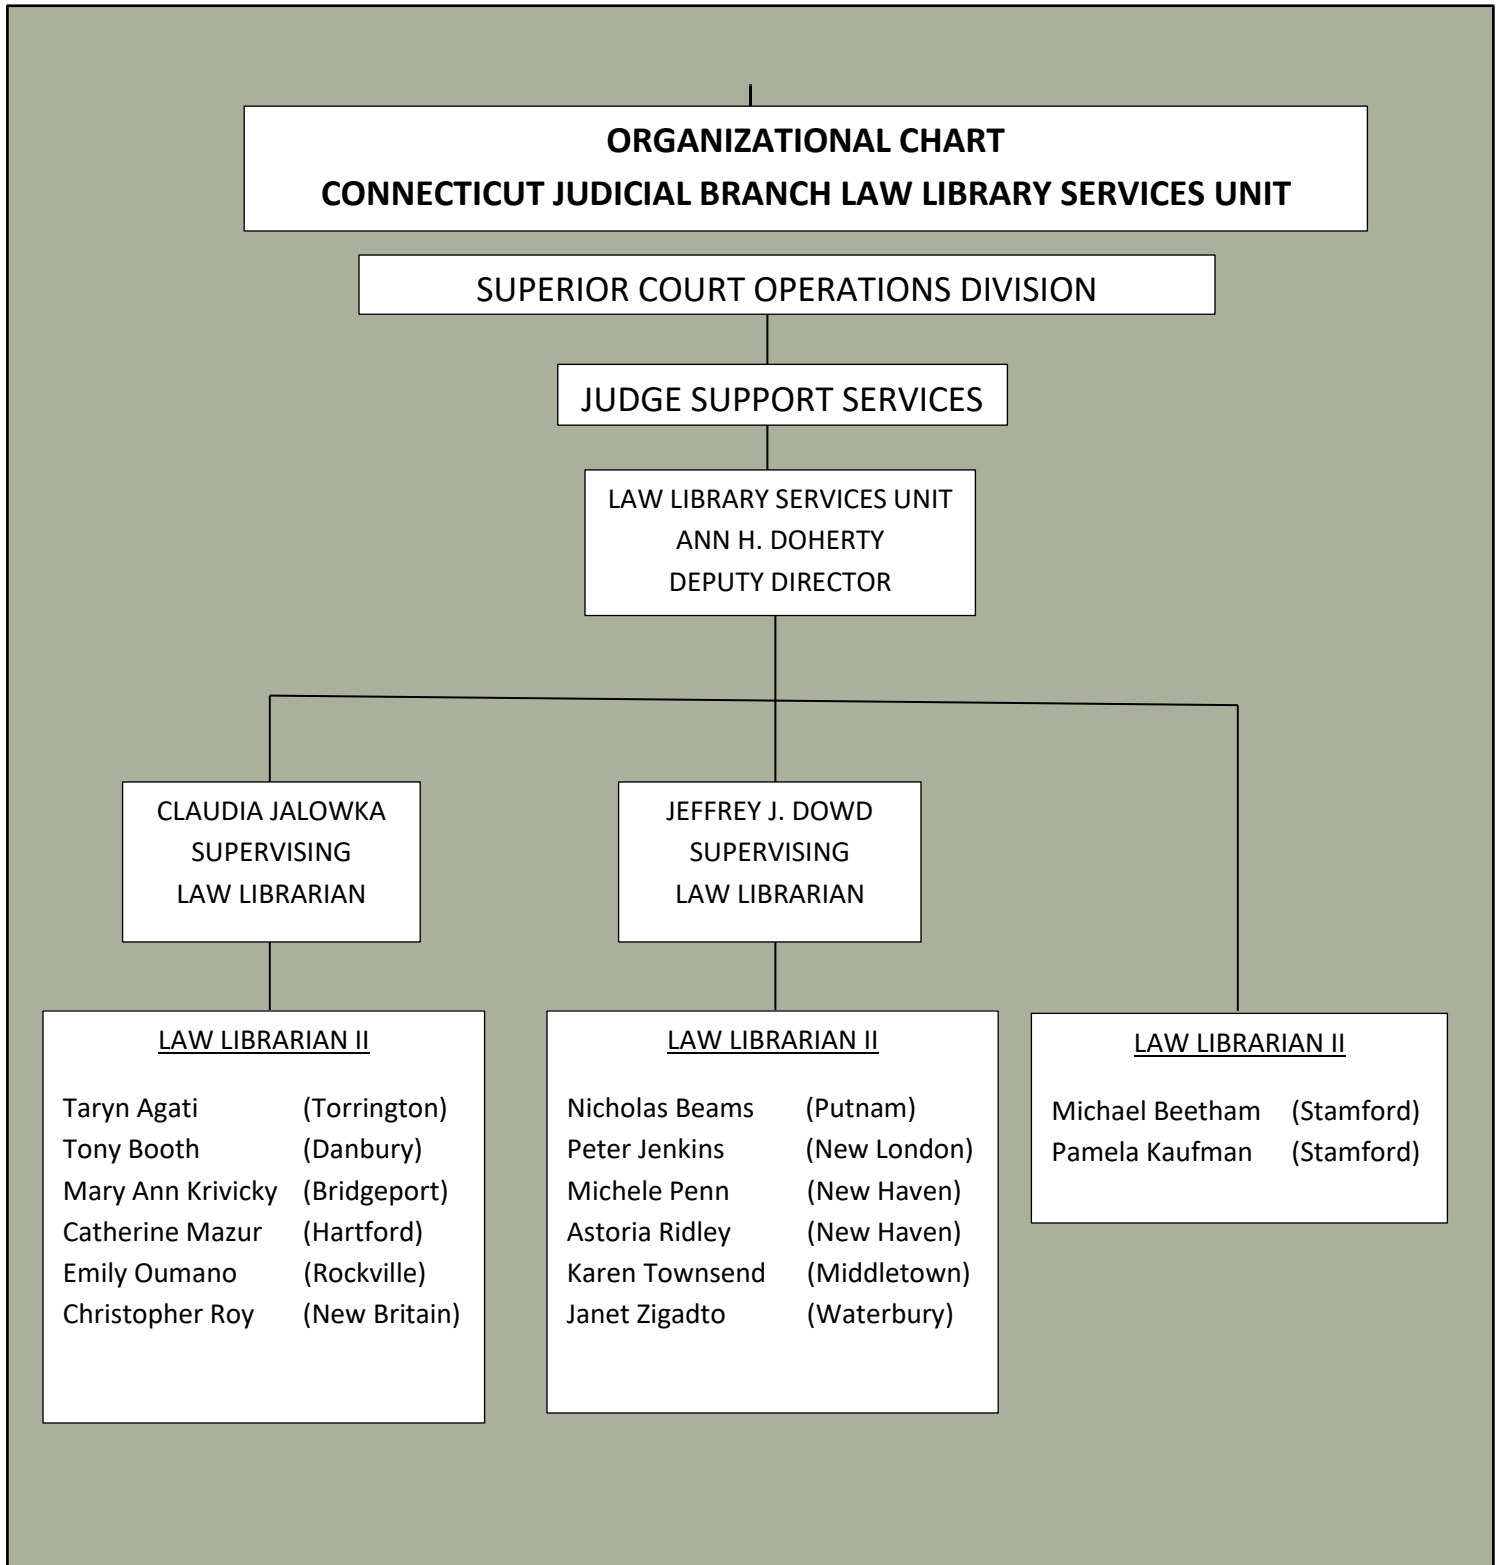 ORGANIZATIONAL CHART
CONNECTICUT JUDICIAL BRANCH LAW LIBRARY SERVICES UNIT
SUPERIOR COURT OPERATIONS DIVISION
JUDGE SUPPORT SERVICES
LAW LIBRARY SERVICES UNIT
ANN H. DOHERTY
DEPUTY DIRECTOR
CLAUDIA JALOWKA
SUPERVISING
LAW LIBRARIAN
JEFFREY J. DOWD
SUPERVISING
LAW LIBRARIAN
LAW LIBRARIAN II
Taryn Agati (Torrington)
Tony Booth (Danbury)
Mary Ann Krivicky (Bridgeport)
Catherine Mazur (Hartford)
Emily Oumano (Rockville)
Christopher Roy (New Britain)
LAW LIBRARIAN II
Nicholas Beams (Putnam)
Peter Jenkins (New London)
Michele Penn (New Haven)
Astoria Ridley (New Haven)
Karen Townsend (Middletown)
Janet Zigadto (Waterbury)
LAW LIBRARIAN II
Michael Beetham (Stamford)
Pamela Kaufman (Stamford)